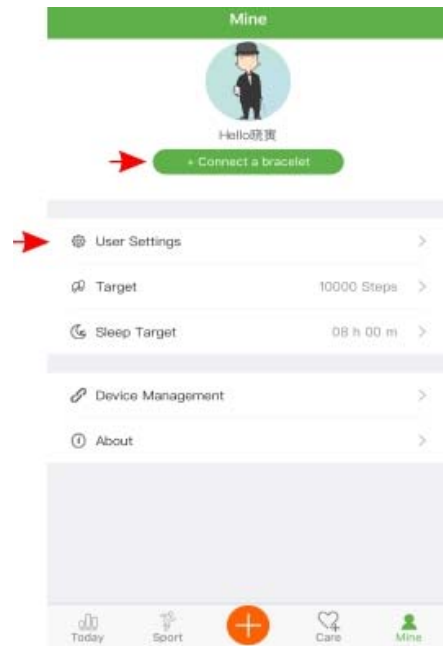 Mine
Hello晓寅
+ Connect a bracelet
User Settings
Target 10000 Steps
Sleep Target 08 h 00 m
Device Management
About
Today Sport Care Mine